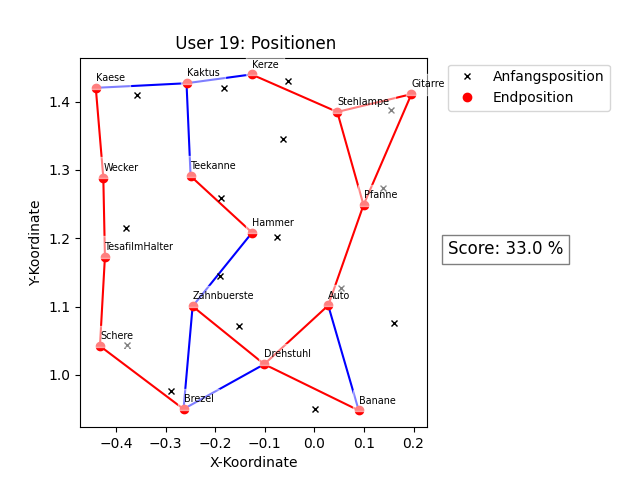 User 19: Positionen
Kaese
Kaktus
Kerze
Gitarre
Stehlampe
Wecker
Teekanne
Pfanne
Hammer
TesafilmHalter
Zahnbuerste
Auto
Schere
Drehstuhl
Brezel
Banane
Anfangsposition
Endposition
Score: 33.0 %
Y-Koordinate
1.4
1.3
1.2
1.1
1.0
−0.4 −0.3 −0.2 −0.1 0.0 0.1 0.2
X-Koordinate